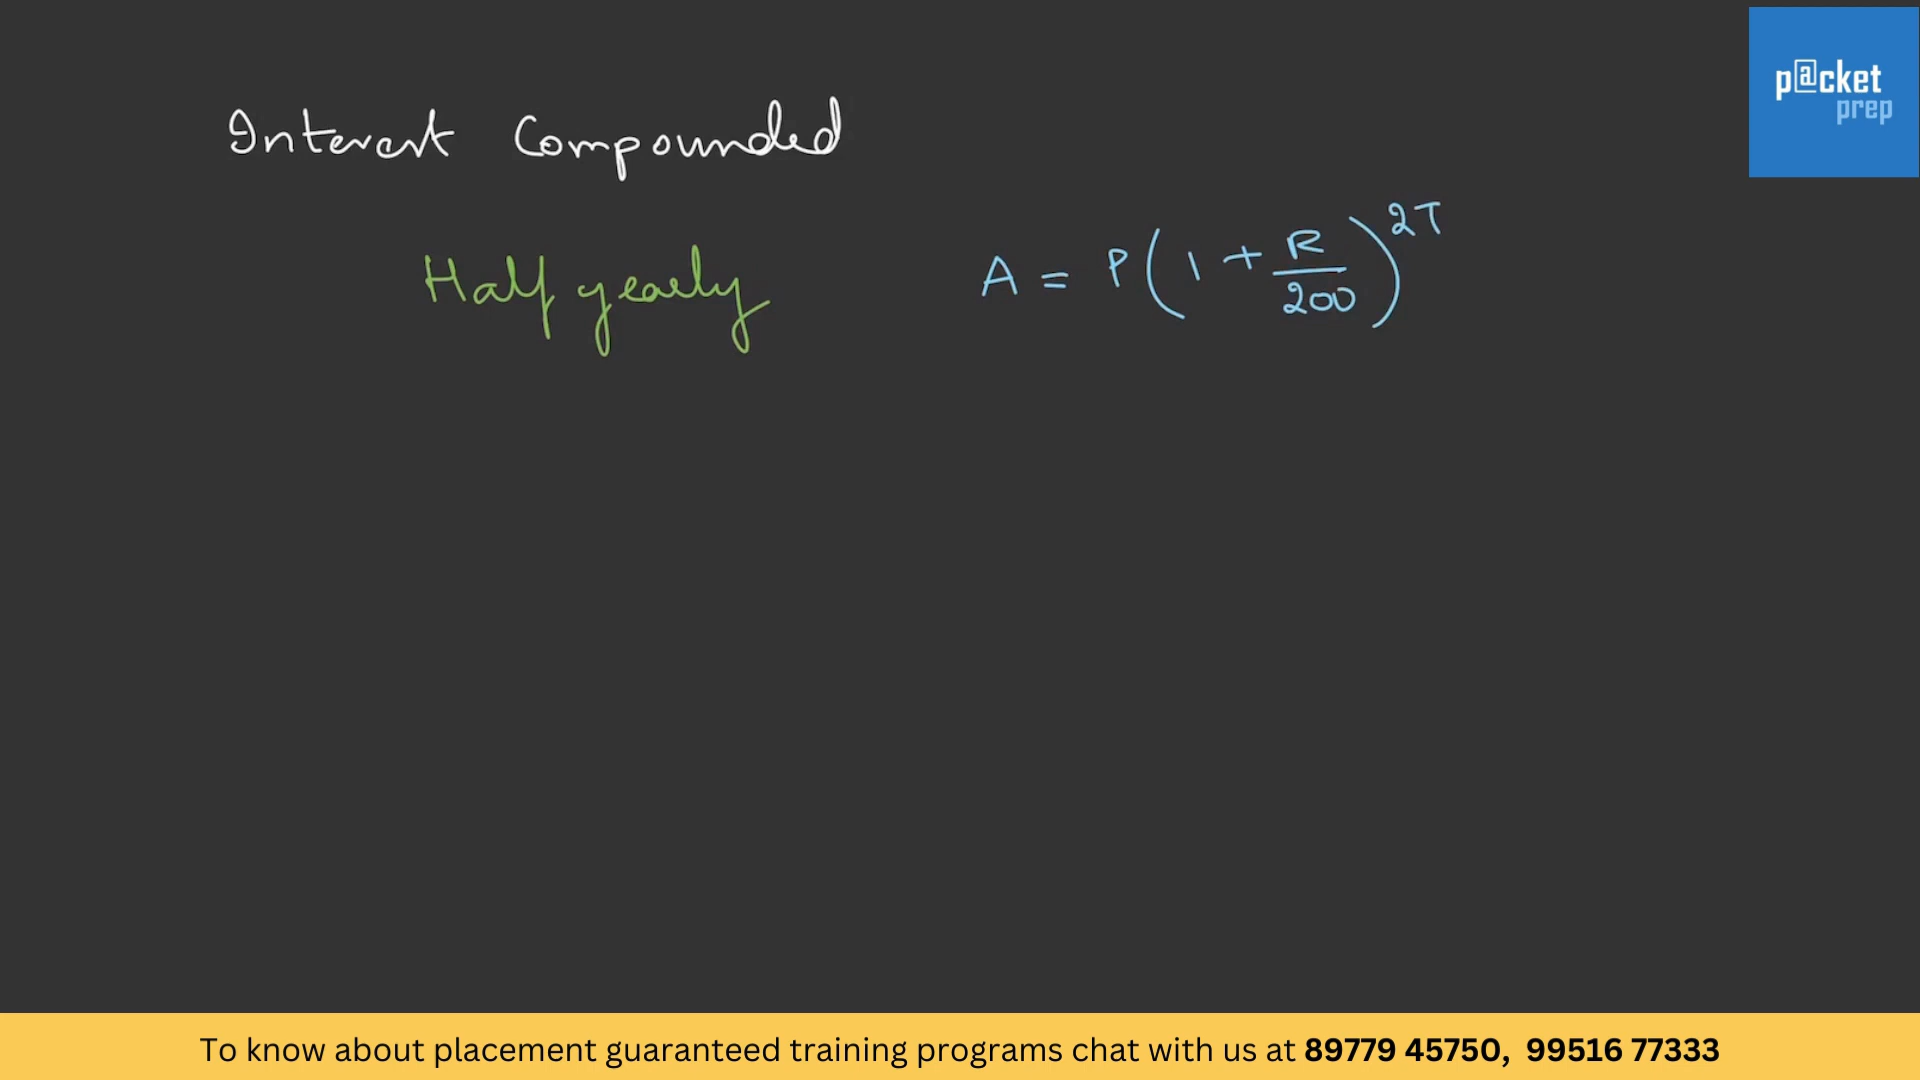 p@cket
prep
Interest Compounded
Half yearly A = P(1 + R/200)^2T
To know about placement guaranteed training programs chat with us at 89779 45750, 99516 77333